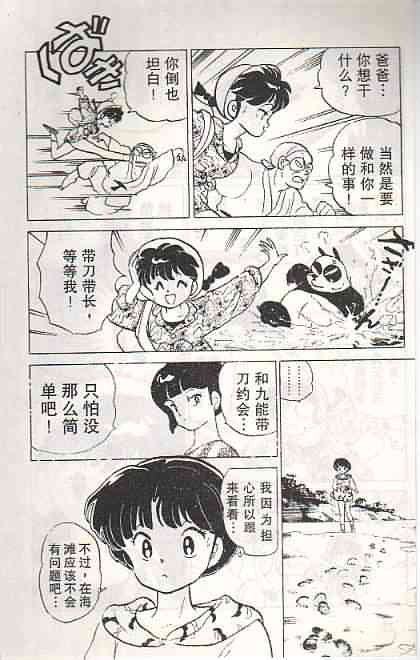 爸爸…
你想干
什么？
当然是要
做和你一
样的事！
你倒也
坦白！
ガガガ
带刀带长，
等等我！
和九能带
刀约会…
只怕没
那么简
单吧！
…………
我因为担
心所以跟
来看看…
不过，在海
滩应该不会
有问题吧…